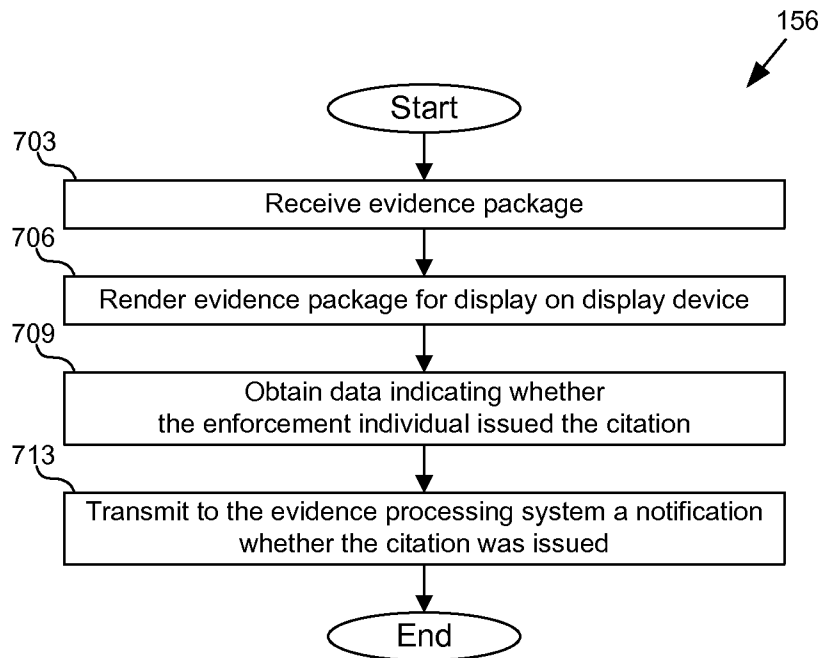 156
Start
703
Receive evidence package
706
Render evidence package for display on display device
709
Obtain data indicating whether
the enforcement individual issued the citation
713
Transmit to the evidence processing system a notification
whether the citation was issued
End